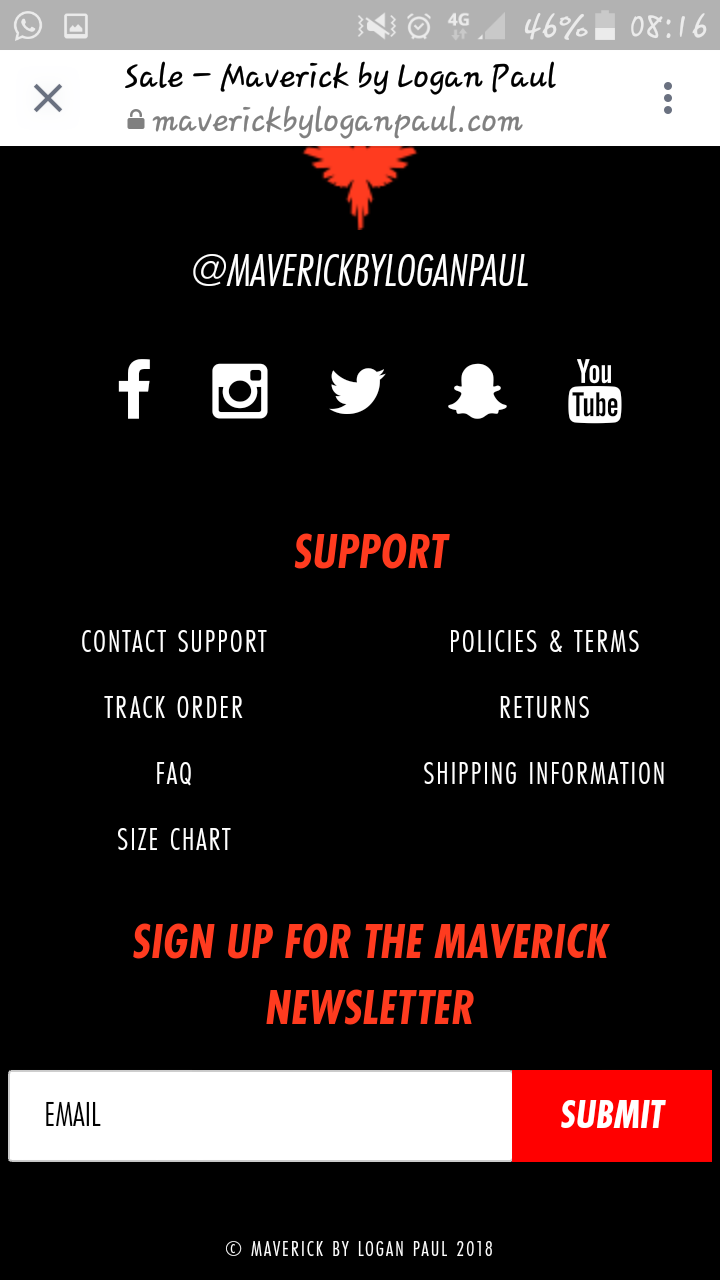 4G 46% 08:16
Sale – Maverick by Logan Paul
maverickbyloganpaul.com
@MAVERICKBYLOGANPAUL
You
Tube
SUPPORT
CONTACT SUPPORT
POLICIES & TERMS
TRACK ORDER
RETURNS
FAQ
SHIPPING INFORMATION
SIZE CHART
SIGN UP FOR THE MAVERICK
NEWSLETTER
EMAIL
SUBMIT
© MAVERICK BY LOGAN PAUL 2018